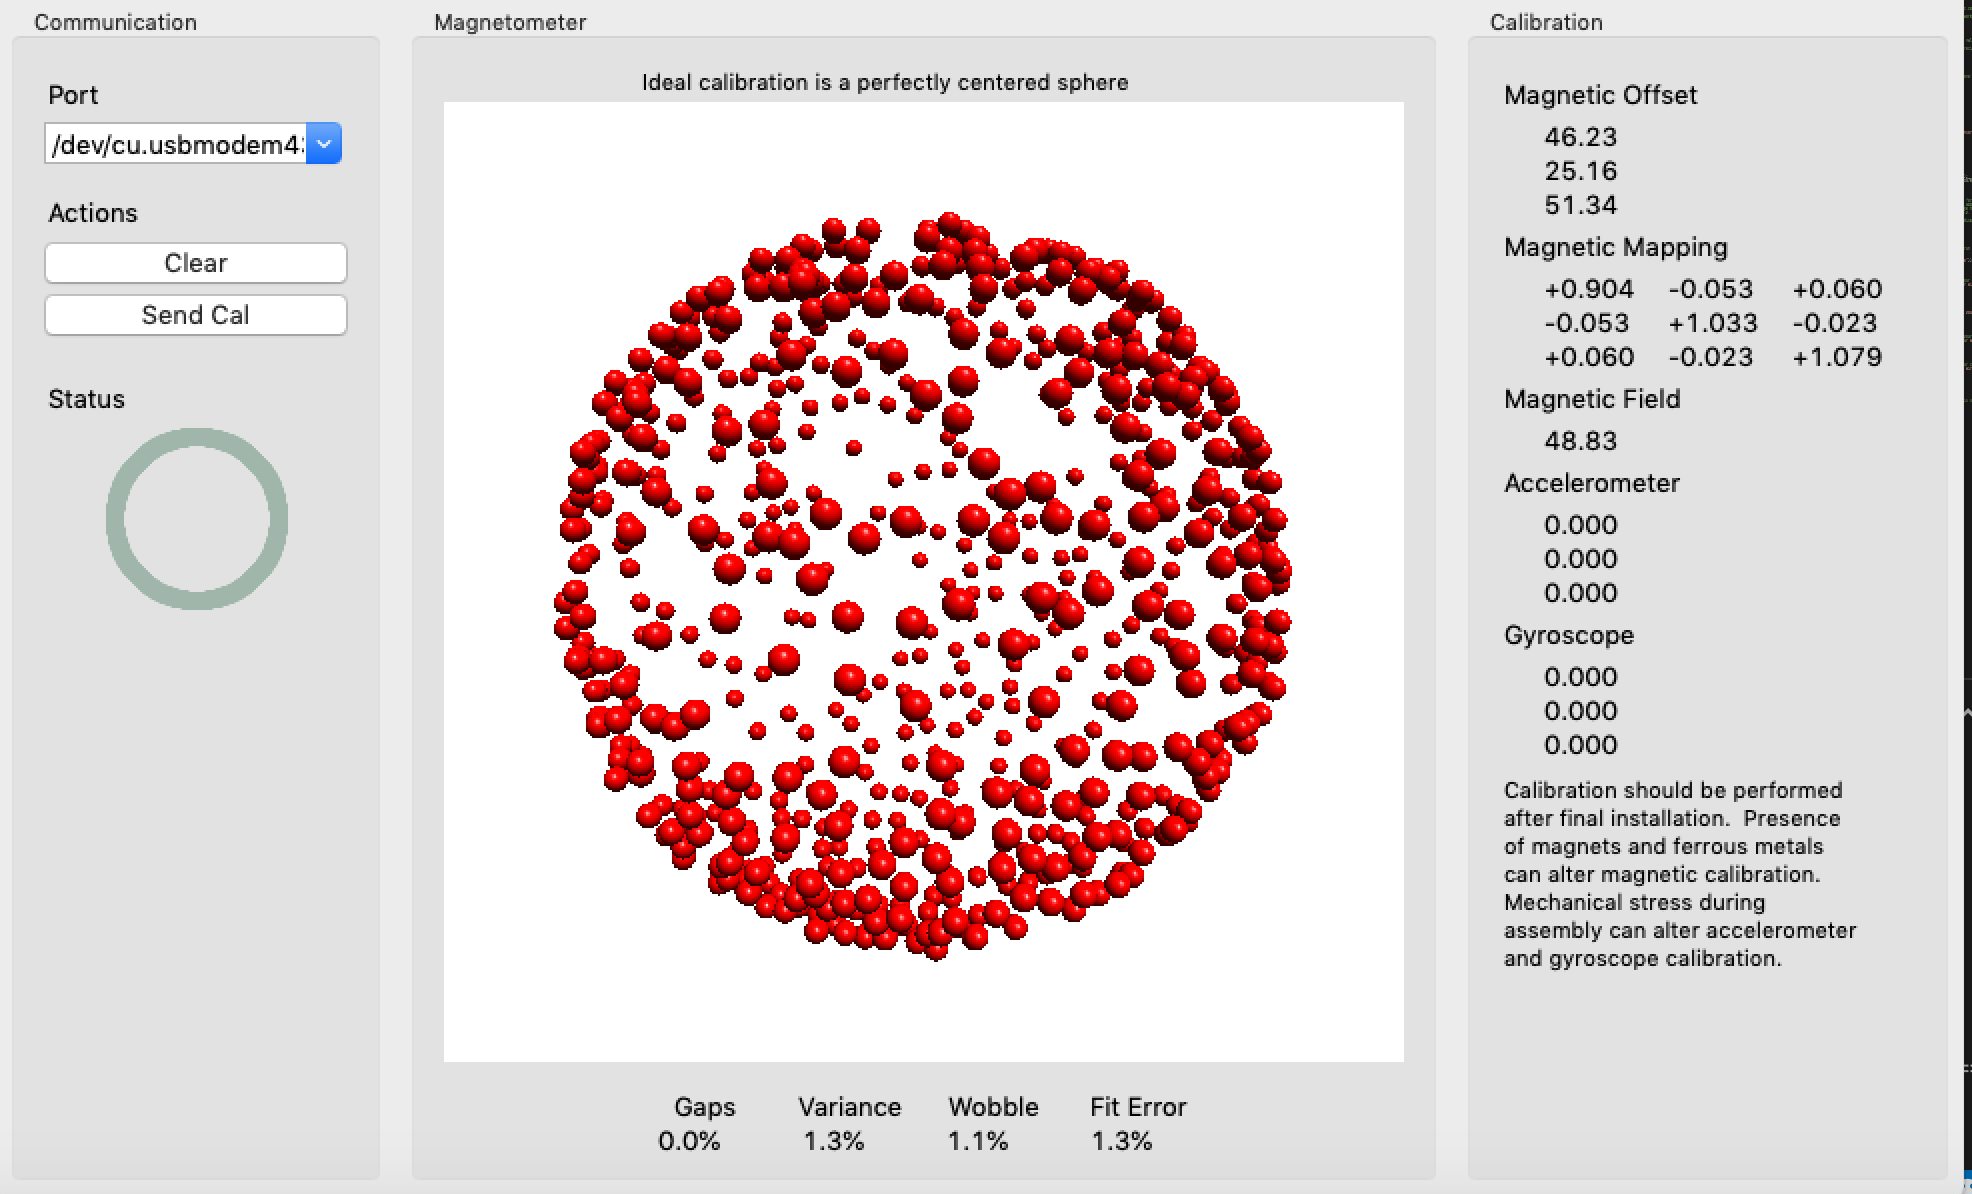 Communication
Port
/dev/cu.usbmodem4
Actions
Clear
Send Cal
Status
Magnetometer
Ideal calibration is a perfectly centered sphere
Gaps Variance Wobble Fit Error
0.0% 1.3% 1.1% 1.3%
Calibration
Magnetic Offset
46.23
25.16
51.34
Magnetic Mapping
+0.904 -0.053 +0.060
-0.053 +1.033 -0.023
+0.060 -0.023 +1.079
Magnetic Field
48.83
Accelerometer
0.000
0.000
0.000
Gyroscope
0.000
0.000
0.000
Calibration should be performed
after final installation. Presence
of magnets and ferrous metals
can alter magnetic calibration.
Mechanical stress during
assembly can alter accelerometer
and gyroscope calibration.